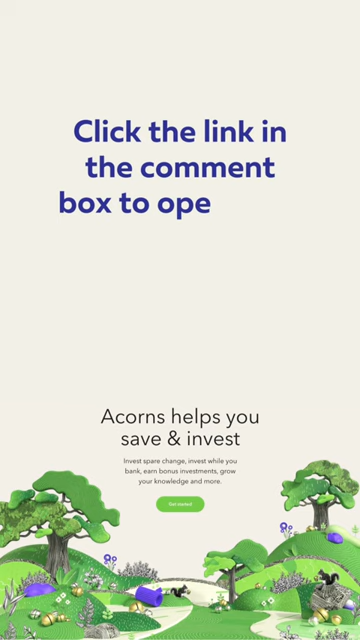 Click the link in
the comment
box to ope
Acorns helps you
save & invest
Invest spare change, invest while you
bank, earn bonus investments, grow
your knowledge and more.
Get started